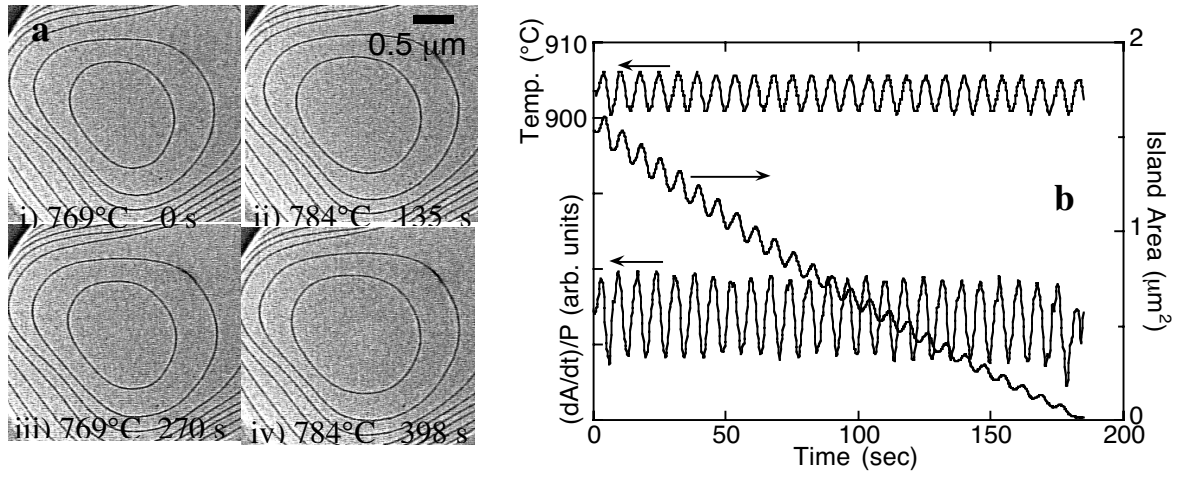 a
0.5 μm
i) 769°C 0 s
ii) 784°C 135 s
iii) 769°C 270 s
iv) 784°C 398 s
910
900
Temp. (°C)
(dA/dt)/P (arb. units)
b
2
1
0
Island Area (μm²)
0 50 100 150 200
Time (sec)